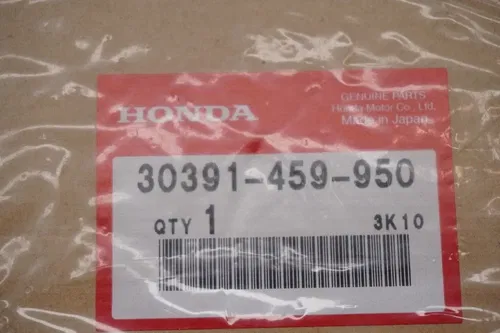 HONDA
GENUINE PARTS
Honda Motor Co., Ltd.
Made in Japan
30391-459-950
QTY 1 3K10